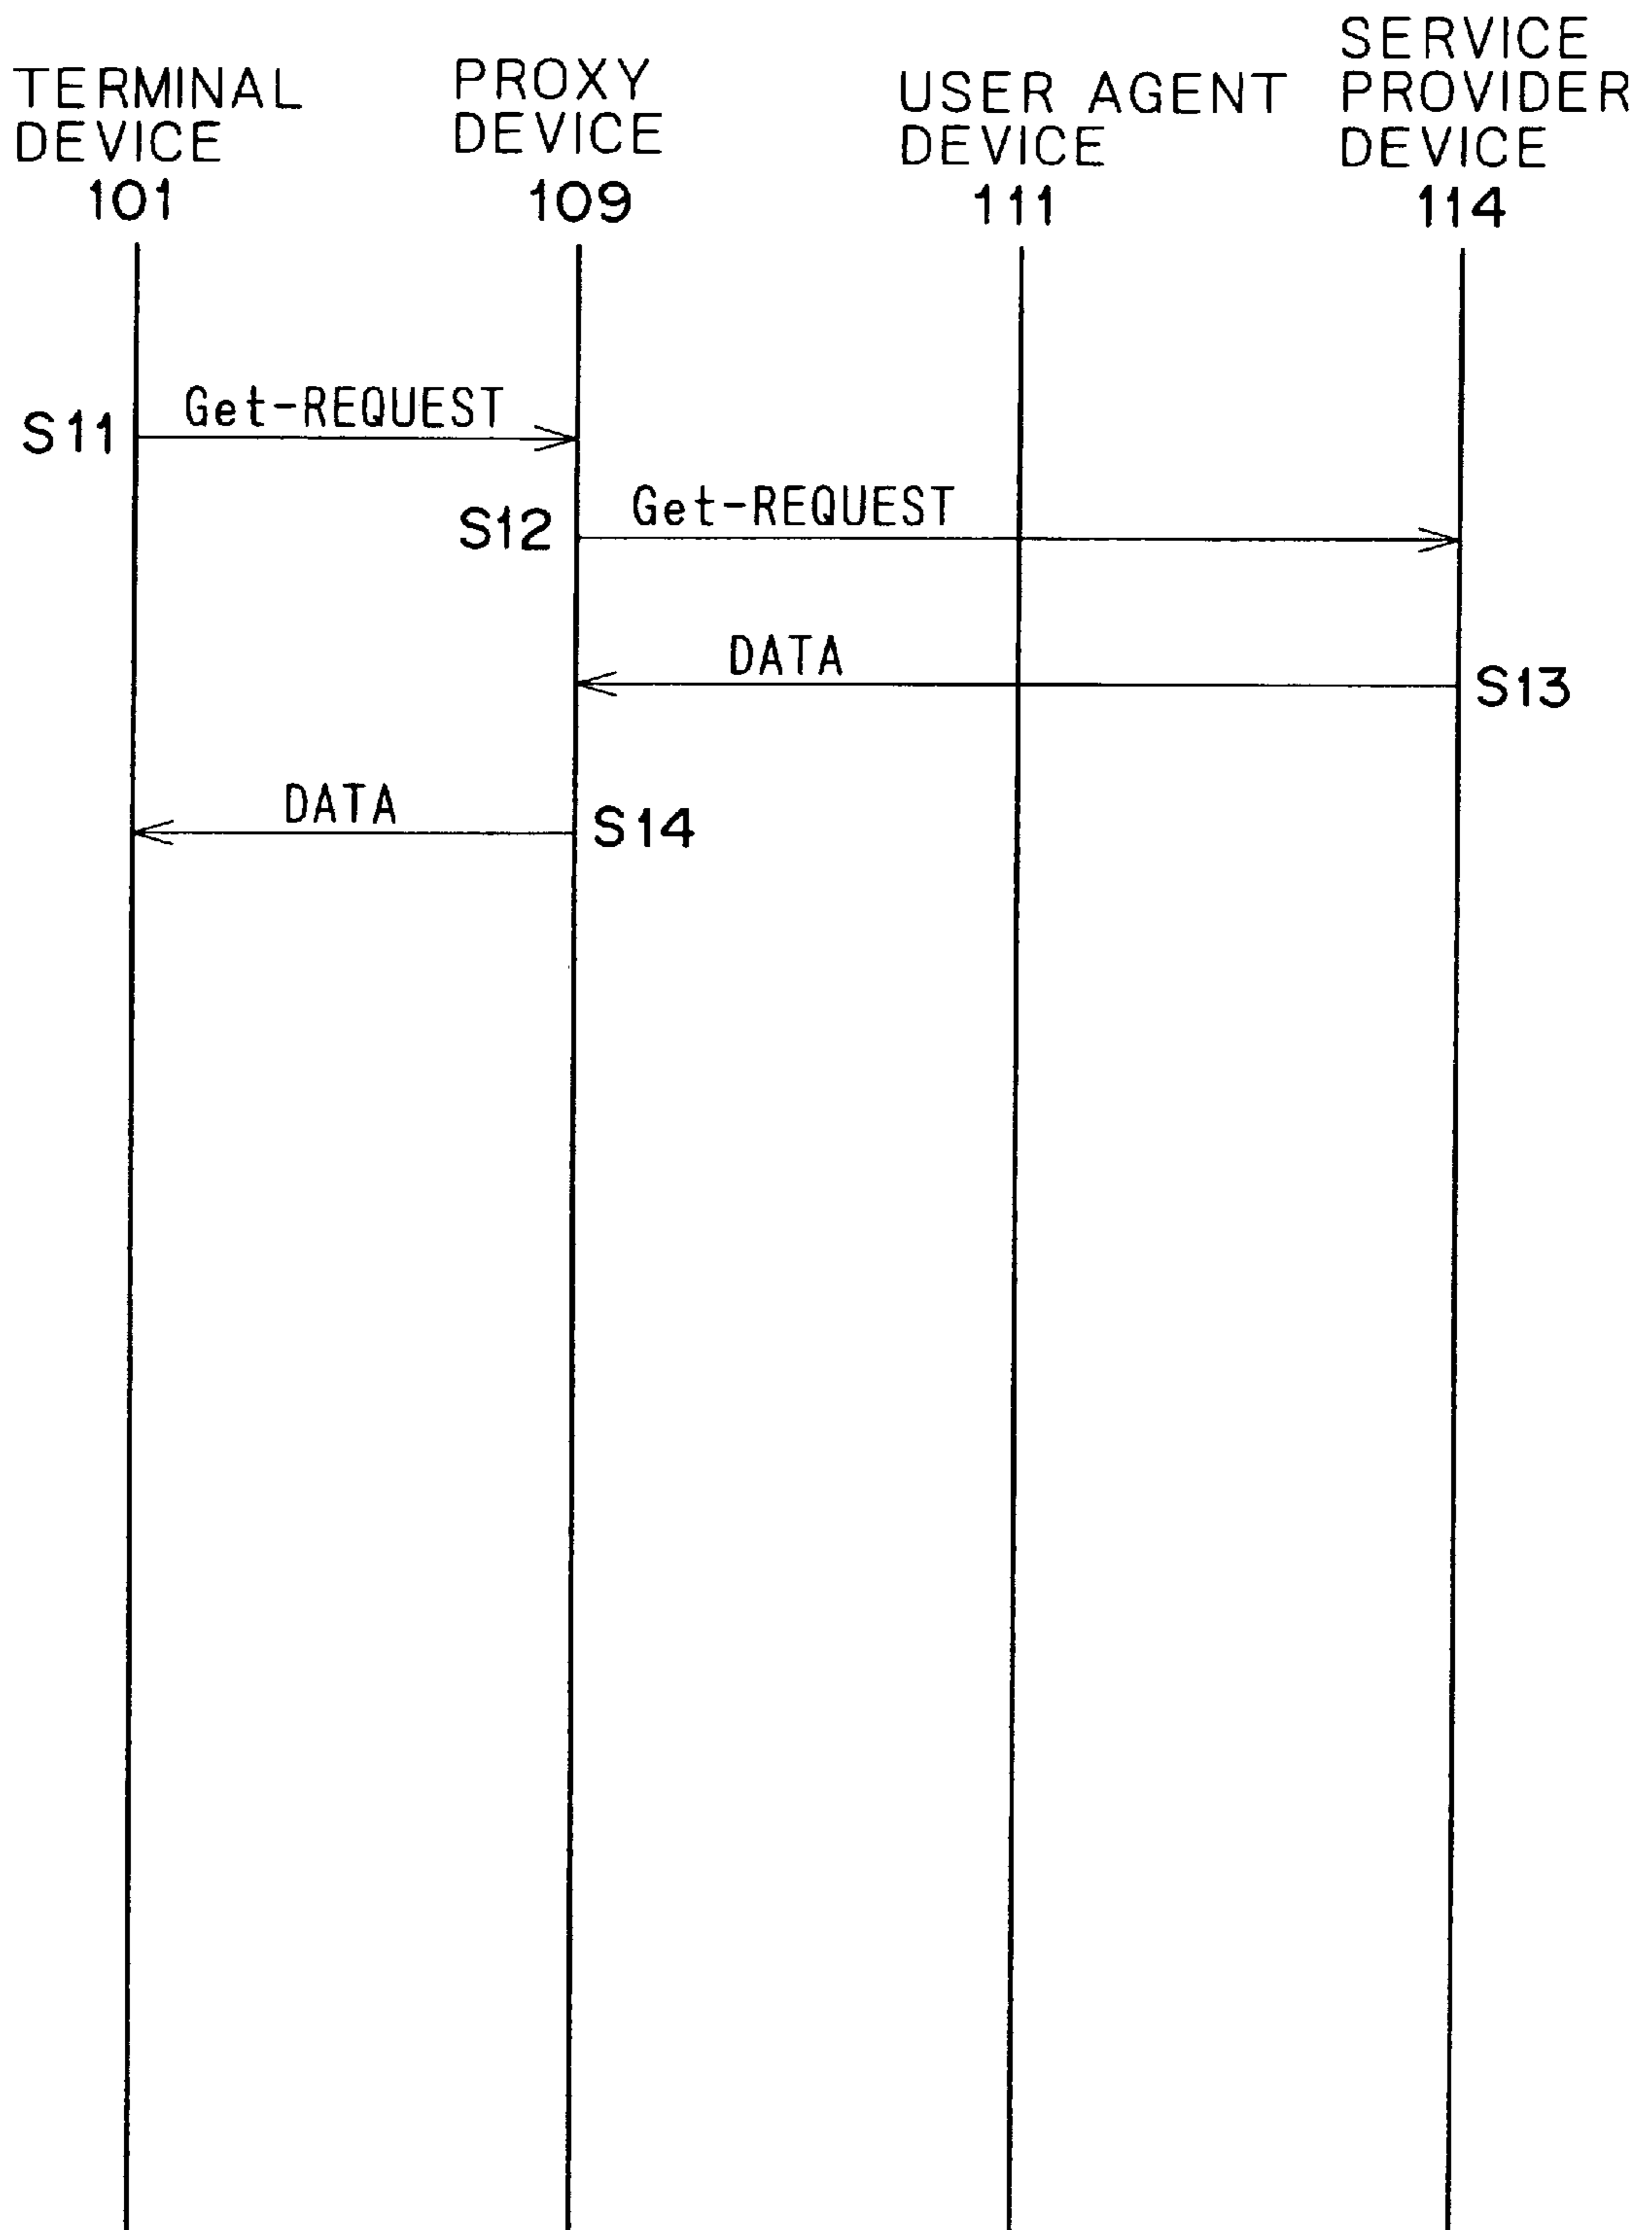 TERMINAL
DEVICE
101
PROXY
DEVICE
109
USER AGENT
DEVICE
111
SERVICE
PROVIDER
DEVICE
114
S11
Get-REQUEST
S12
Get-REQUEST
DATA
S13
DATA
S14